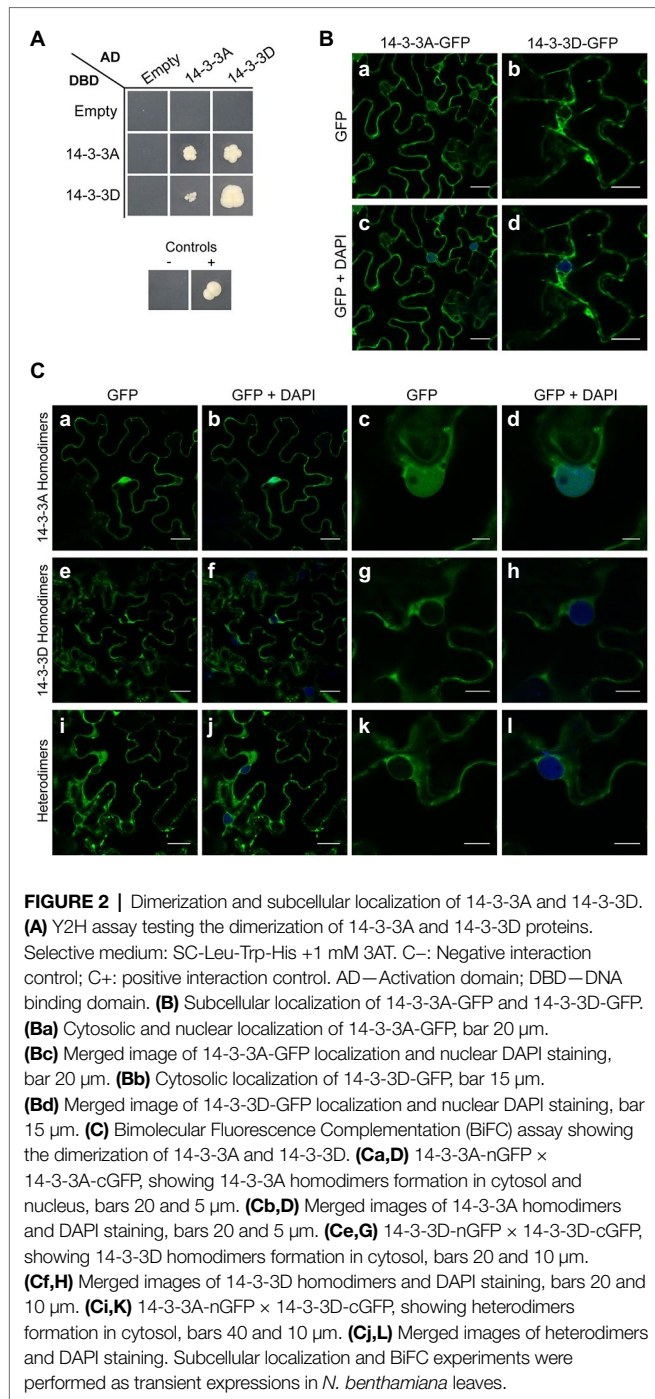 A
AD
DBD
Empty
14-3-3A
14-3-3D
Empty
14-3-3A
14-3-3D
Controls
- +
B
14-3-3A-GFP 14-3-3D-GFP
GFP
a b
GFP + DAPI
c d
C
GFP GFP + DAPI GFP GFP + DAPI
14-3-3A Homodimers
a b c d
14-3-3D Homodimers
e f g h
Heterodimers
i j k l
FIGURE 2 | Dimerization and subcellular localization of 14-3-3A and 14-3-3D.
(A) Y2H assay testing the dimerization of 14-3-3A and 14-3-3D proteins.
Selective medium: SC-Leu-Trp-His +1 mM 3AT. C−: Negative interaction
control; C+: positive interaction control. AD—Activation domain; DBD—DNA
binding domain. (B) Subcellular localization of 14-3-3A-GFP and 14-3-3D-GFP.
(Ba) Cytosolic and nuclear localization of 14-3-3A-GFP, bar 20 μm.
(Bc) Merged image of 14-3-3A-GFP localization and nuclear DAPI staining,
bar 20 μm. (Bb) Cytosolic localization of 14-3-3D-GFP, bar 15 μm.
(Bd) Merged image of 14-3-3D-GFP localization and nuclear DAPI staining, bar
15 μm. (C) Bimolecular Fluorescence Complementation (BiFC) assay showing
the dimerization of 14-3-3A and 14-3-3D. (Ca,D) 14-3-3A-nGFP ×
14-3-3A-cGFP, showing 14-3-3A homodimers formation in cytosol and
nucleus, bars 20 and 5 μm. (Cb,D) Merged images of 14-3-3A homodimers
and DAPI staining, bars 20 and 5 μm. (Ce,G) 14-3-3D-nGFP × 14-3-3D-cGFP,
showing 14-3-3D homodimers formation in cytosol, bars 20 and 10 μm.
(Cf,H) Merged images of 14-3-3D homodimers and DAPI staining, bars 20 and
10 μm. (Ci,K) 14-3-3A-nGFP × 14-3-3D-cGFP, showing heterodimers
formation in cytosol, bars 40 and 10 μm. (Cj,L) Merged images of heterodimers
and DAPI staining. Subcellular localization and BiFC experiments were
performed as transient expressions in N. benthamiana leaves.